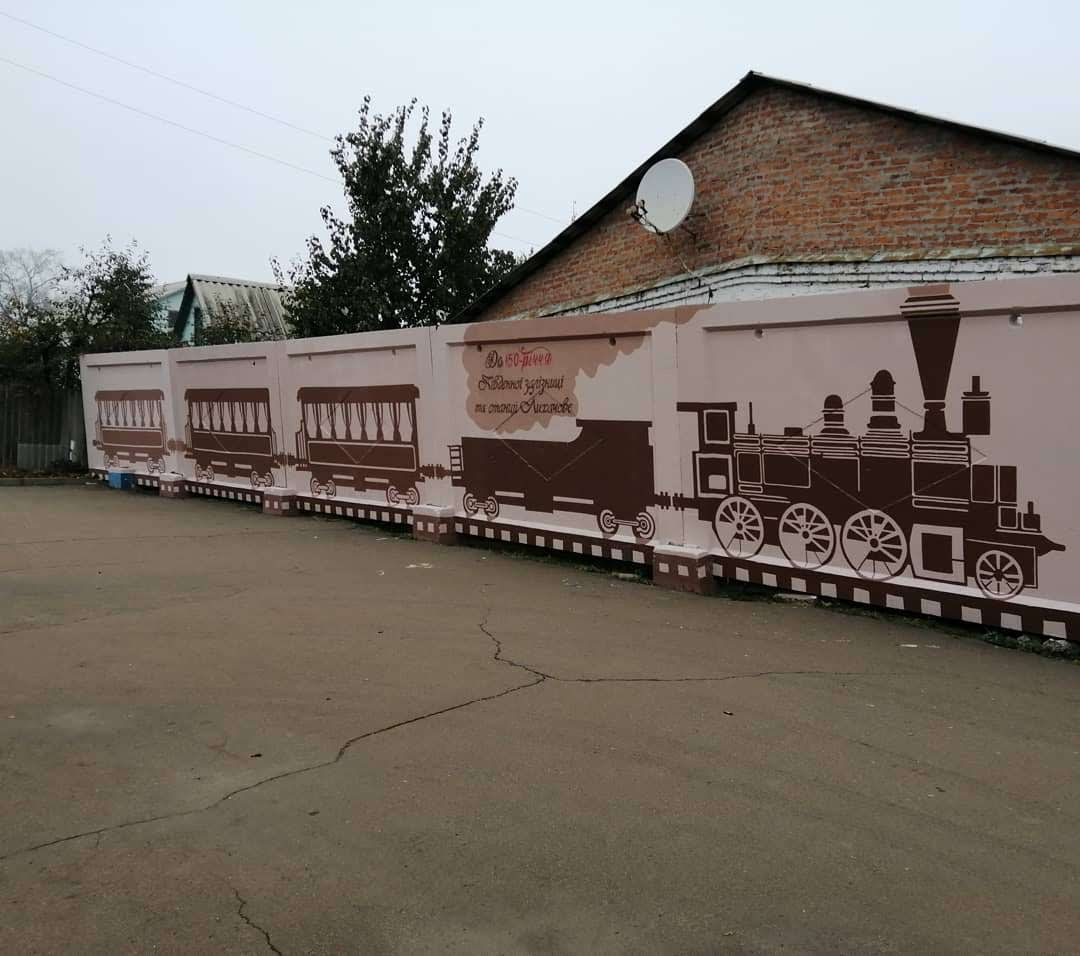 До 150-річчя
Південної залізниці
та станції Лихачове